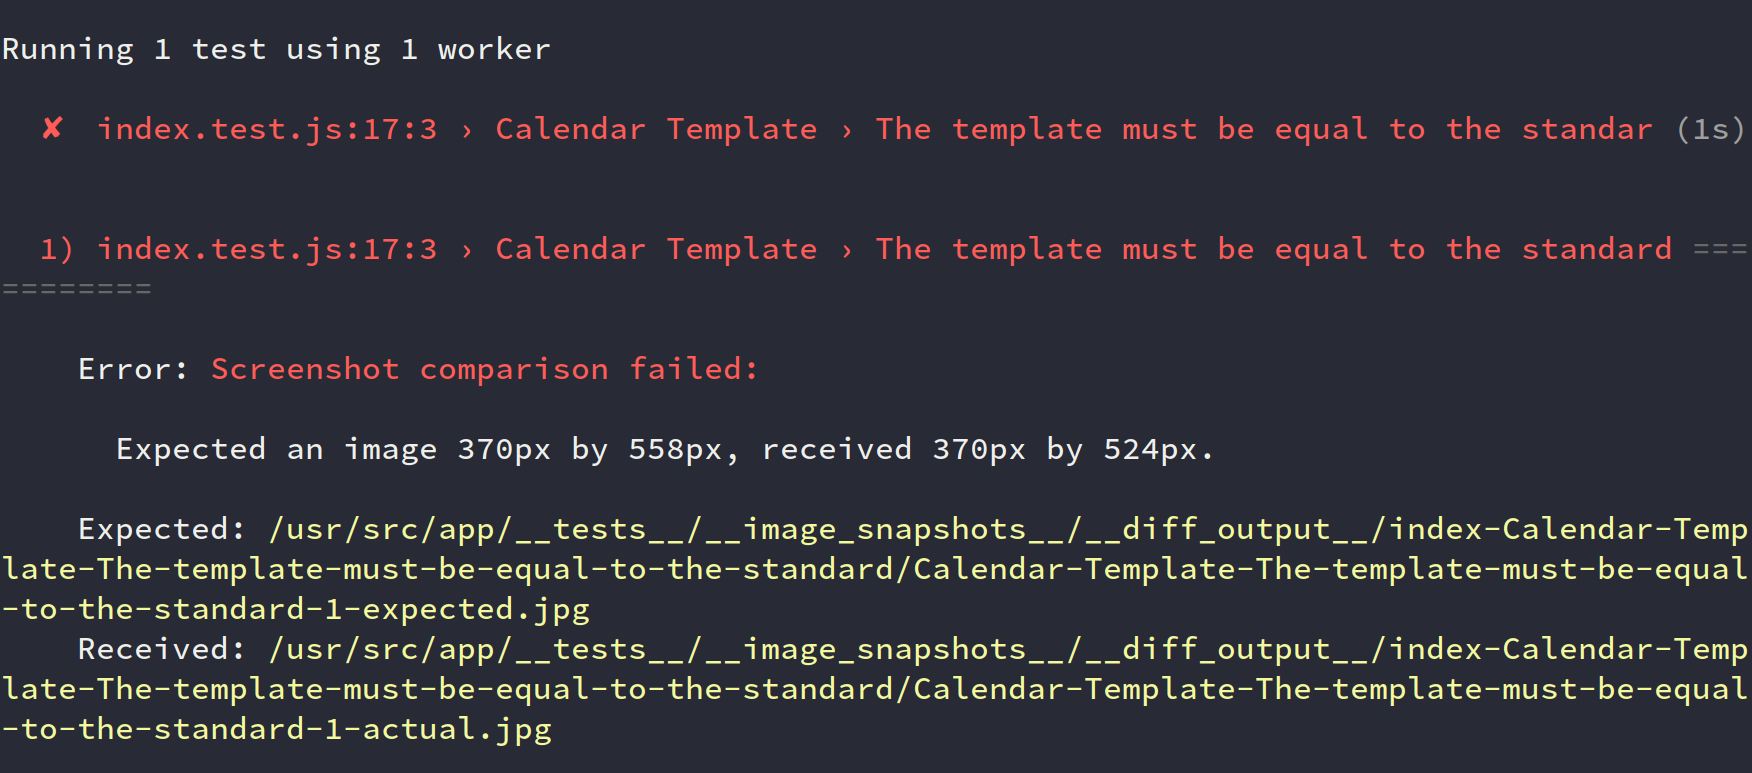 Running 1 test using 1 worker
✘ index.test.js:17:3 › Calendar Template › The template must be equal to the standar (1s)
1) index.test.js:17:3 › Calendar Template › The template must be equal to the standard ===
========
Error: Screenshot comparison failed:
Expected an image 370px by 558px, received 370px by 524px.
Expected: /usr/src/app/__tests__/__image_snapshots__/__diff_output__/index-Calendar-Temp
late-The-template-must-be-equal-to-the-standard/Calendar-Template-The-template-must-be-equal
-to-the-standard-1-expected.jpg
Received: /usr/src/app/__tests__/__image_snapshots__/__diff_output__/index-Calendar-Temp
late-The-template-must-be-equal-to-the-standard/Calendar-Template-The-template-must-be-equal
-to-the-standard-1-actual.jpg